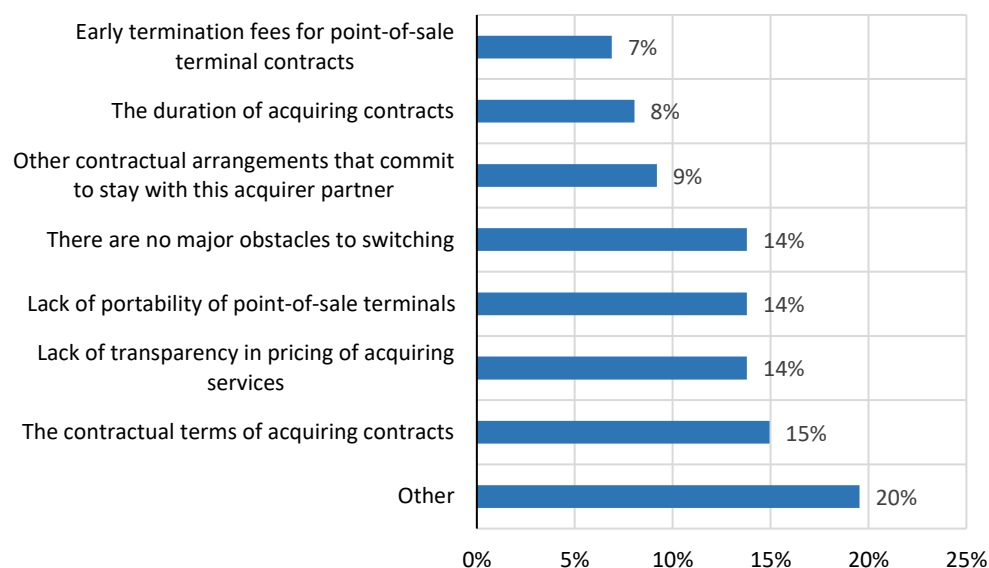 Early termination fees for point-of-sale
terminal contracts
7%
The duration of acquiring contracts
8%
Other contractual arrangements that commit
to stay with this acquirer partner
9%
There are no major obstacles to switching
14%
Lack of portability of point-of-sale terminals
14%
Lack of transparency in pricing of acquiring
services
14%
The contractual terms of acquiring contracts
15%
Other
20%
0% 5% 10% 15% 20% 25%